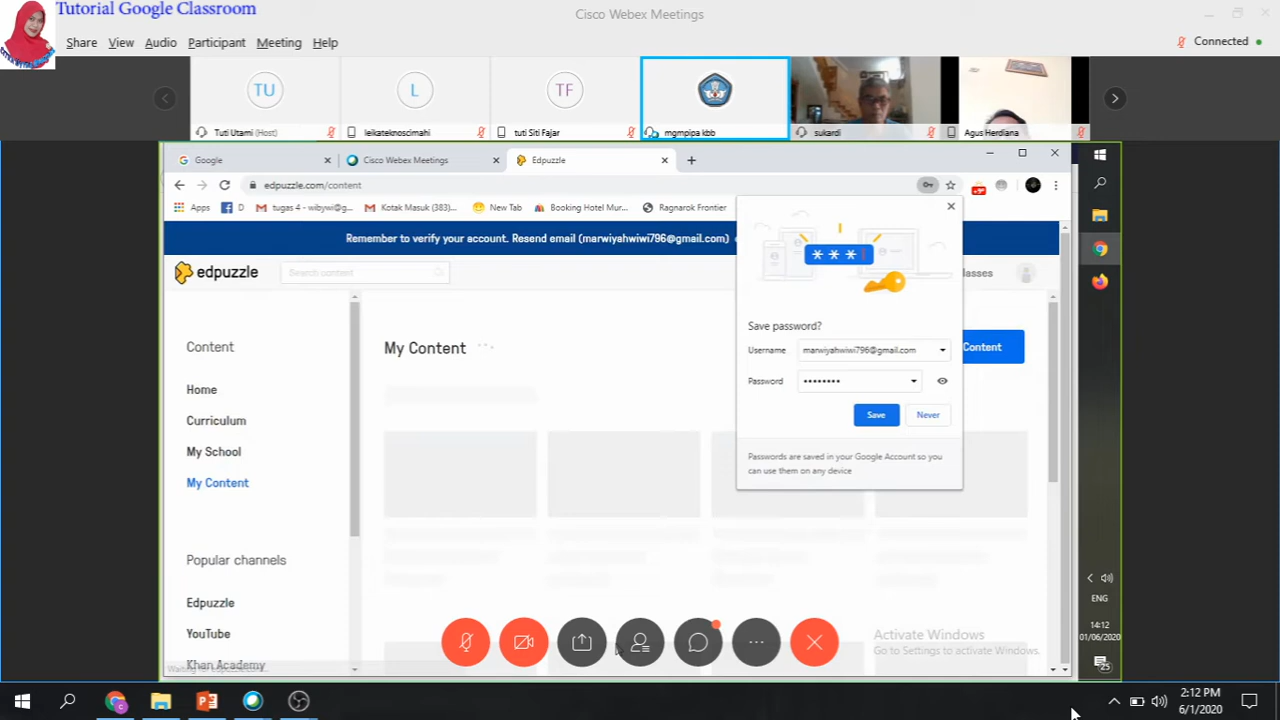 Tutorial Google Classroom
Cisco Webex Meetings
Share View Audio Participant Meeting Help
Connected
TU
L
TF
Tuti Utami (Host)
leikateknoscimahi
tuti Siti Fajar
mgmpipa kbb
sukardi
Agus Herdiana
Google
Cisco Webex Meetings
Edpuzzle
edpuzzle.com/content
Apps
D
tugas 4 - wibywi@g...
Kotak Masuk (383)...
New Tab
Booking Hotel Mur...
Ragnarok Frontier
Remember to verify your account. Resend email (marwiyahwiwi796@gmail.com)
edpuzzle
Search content
lasses
Content
Home
Curriculum
My School
My Content
Popular channels
Edpuzzle
YouTube
Khan Academy
My Content
Content
Save password?
Username marwiyahwiwi796@gmail.com
Password ••••••••
Save Never
Passwords are saved in your Google Account so you
can use them on any device
Activate Windows
Go to Settings to activate Windows.
ENG
14:12
01/06/2020
25
2:12 PM
6/1/2020